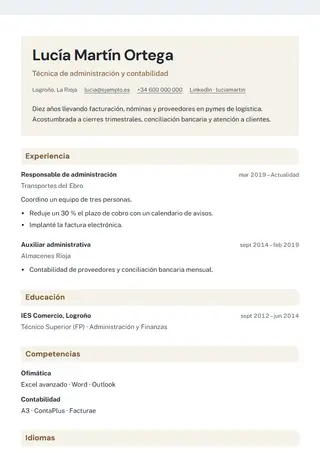 Lucía Martín Ortega
Técnica de administración y contabilidad
Logroño, La Rioja lucia@ejemplo.es +34 600 000 000 LinkedIn · luciamartin
Diez años llevando facturación, nóminas y proveedores en pymes de logística.
Acostumbrada a cierres trimestrales, conciliación bancaria y atención a clientes.
Experiencia
Responsable de administración mar 2019 – Actualidad
Transportes del Ebro
Coordino un equipo de tres personas.
• Reduje un 30 % el plazo de cobro con un calendario de avisos.
• Implanté la factura electrónica.
Auxiliar administrativa sept 2014 – feb 2019
Almacenes Rioja
• Contabilidad de proveedores y conciliación bancaria mensual.
Educación
IES Comercio, Logroño sept 2012 – jun 2014
Técnico Superior (FP) · Administración y Finanzas
Competencias
Ofimática
Excel avanzado · Word · Outlook
Contabilidad
A3 · ContaPlus · Facturae
Idiomas